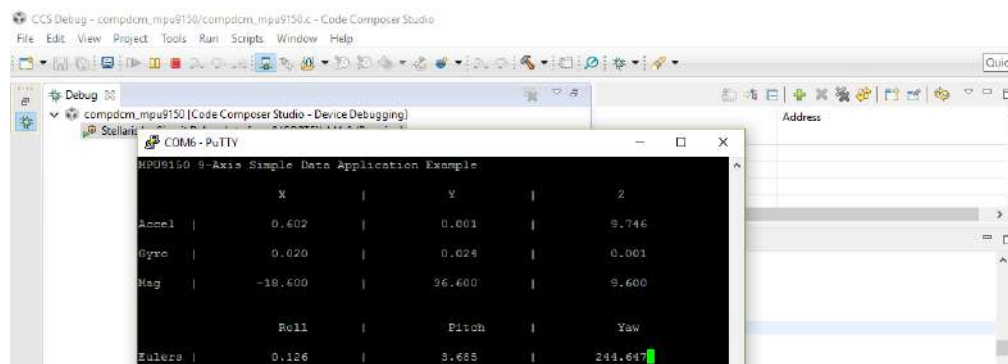 CCS Debug - compdcm_mpu9150/compdcm_mpu9150.c - Code Composer Studio
File Edit View Project Tools Run Scripts Window Help
Quic
Debug
compdcm_mpu9150 [Code Composer Studio - Device Debugging]
Address
Stellaris
COM6 - PuTTY
MPU9150 9-Axis Simple Data Application Example
X | Y | Z
Accel | 0.602 | 0.001 | 9.746
Gyro | 0.020 | 0.024 | 0.001
Mag | -18.600 | 36.600 | 9.600
Roll | Pitch | Yaw
Eulers | 0.126 | 3.685 | 244.647